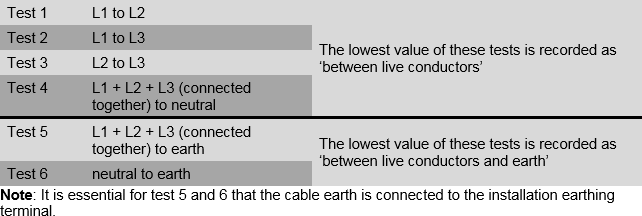 Test 1 L1 to L2
Test 2 L1 to L3
Test 3 L2 to L3
Test 4 L1 + L2 + L3 (connected
together) to neutral
The lowest value of these tests is recorded as
‘between live conductors’
Test 5 L1 + L2 + L3 (connected
together) to earth
Test 6 neutral to earth
The lowest value of these tests is recorded as
‘between live conductors and earth’
Note: It is essential for test 5 and 6 that the cable earth is connected to the installation earthing
terminal.